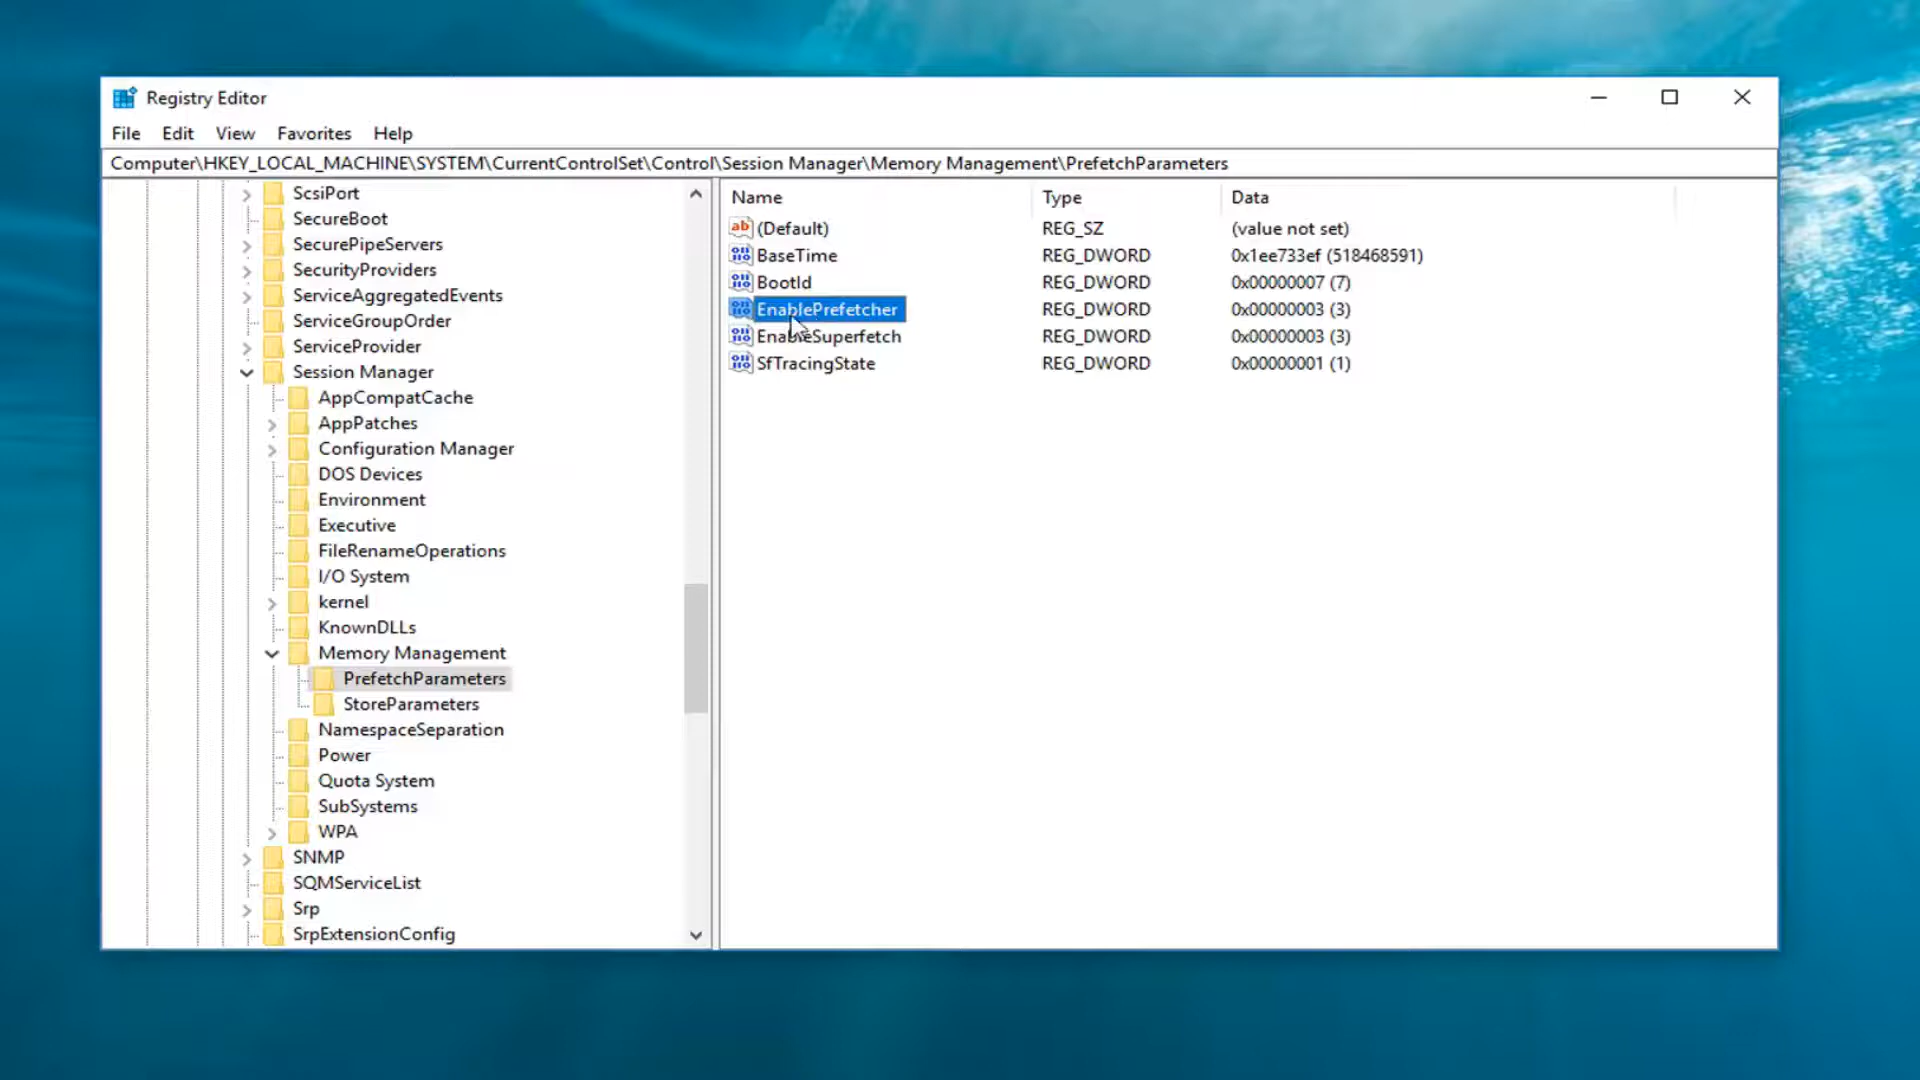 Registry Editor
File Edit View Favorites Help
Computer\HKEY_LOCAL_MACHINE\SYSTEM\CurrentControlSet\Control\Session Manager\Memory Management\PrefetchParameters
ScsiPort
SecureBoot
SecurePipeServers
SecurityProviders
ServiceAggregatedEvents
ServiceGroupOrder
ServiceProvider
Session Manager
AppCompatCache
AppPatches
Configuration Manager
DOS Devices
Environment
Executive
FileRenameOperations
I/O System
kernel
KnownDLLs
Memory Management
PrefetchParameters
StoreParameters
NamespaceSeparation
Power
Quota System
SubSystems
WPA
SNMP
SQMServiceList
Srp
SrpExtensionConfig
Name Type Data
(Default) REG_SZ (value not set)
BaseTime REG_DWORD 0x1ee733ef (518468591)
BootId REG_DWORD 0x00000007 (7)
EnablePrefetcher REG_DWORD 0x00000003 (3)
EnableSuperfetch REG_DWORD 0x00000003 (3)
SfTracingState REG_DWORD 0x00000001 (1)